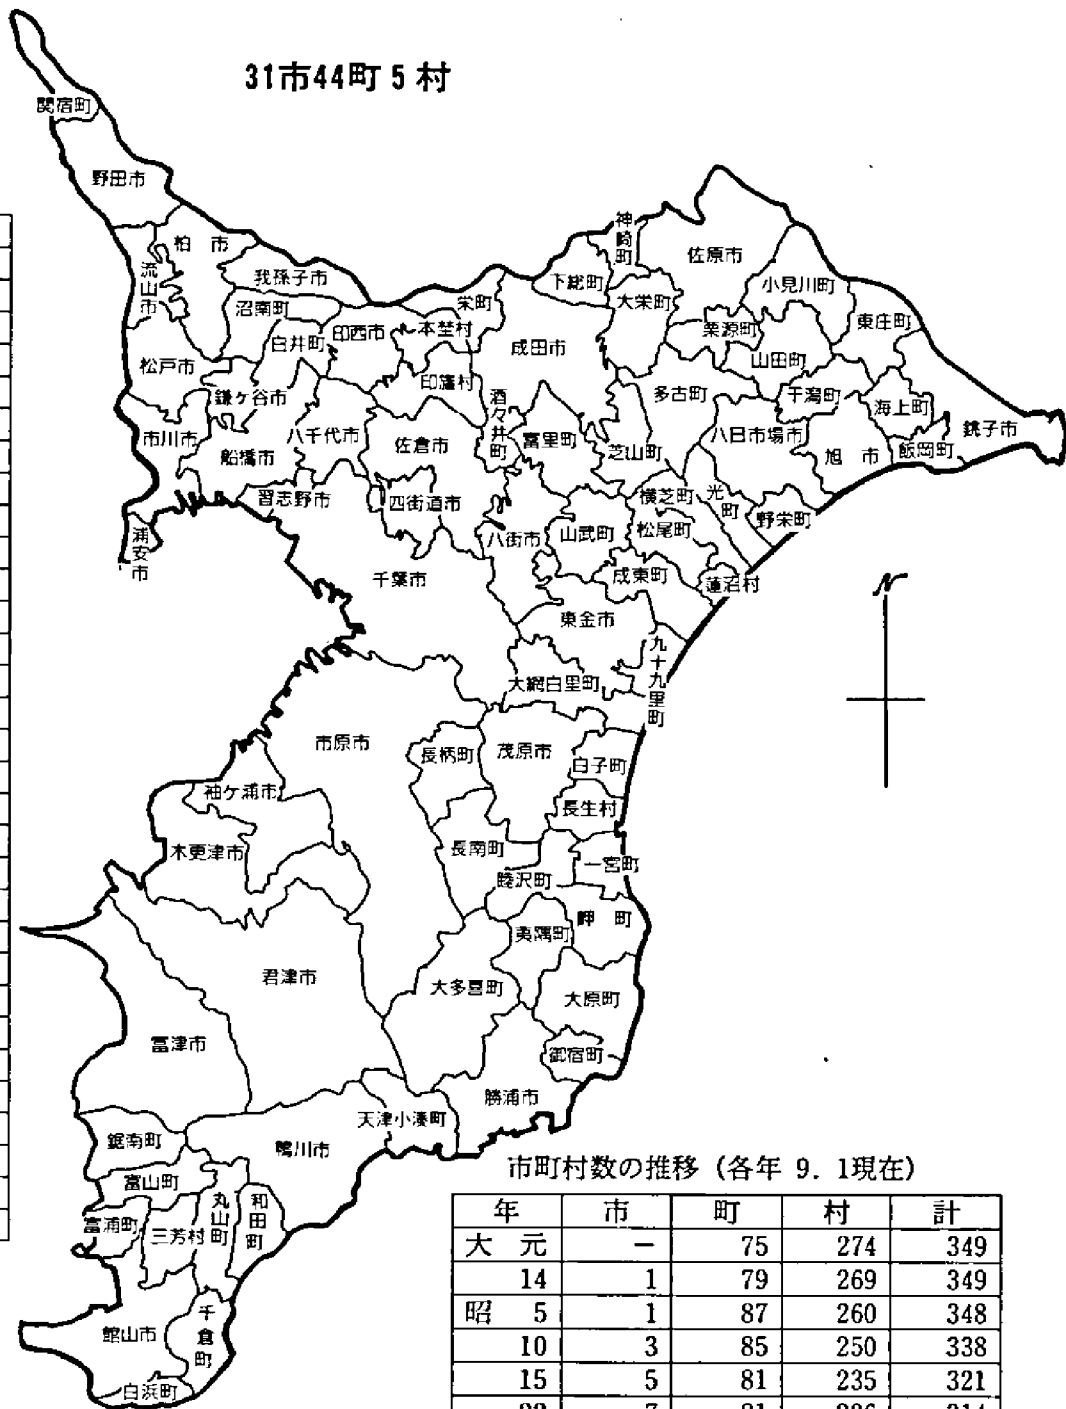 31市44町5村
関宿町
野田市
柏市
流山市
我孫子市
沼南町
白井町
印西市
本埜村
栄町
下総町
神崎町
大栄町
佐原市
小見川町
東庄町
栗源町
山田町
成田市
松戸市
鎌ヶ谷市
印旛村
酒々井町
多古町
干潟町
海上町
銚子市
市川市
船橋市
八千代市
佐倉市
富里町
芝山町
八日市場市
旭市
飯岡町
習志野市
四街道市
八街市
山武町
横芝町
光町
野栄町
松尾町
浦安市
千葉市
成東町
蓮沼村
東金市
九十九里町
大網白里町
市原市
長柄町
茂原市
白子町
袖ケ浦市
長生村
木更津市
長南町
睦沢町
一宮町
夷隅町
岬町
君津市
大多喜町
大原町
富津市
御宿町
勝浦市
天津小湊町
鋸南町
鴨川市
富山町
富浦町
三芳村
丸山町
和田町
館山市
千倉町
白浜町
市町村数の推移（各年 9. 1現在）
年 市 町 村 計
大 元 － 75 274 349
14 1 79 269 349
昭 5 1 87 260 348
10 3 85 250 338
15 5 81 235 321